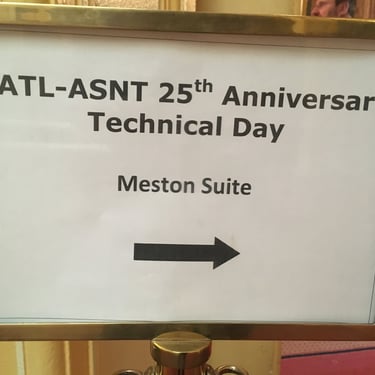 ATL-ASNT 25th Anniversar
Technical Day
Meston Suite